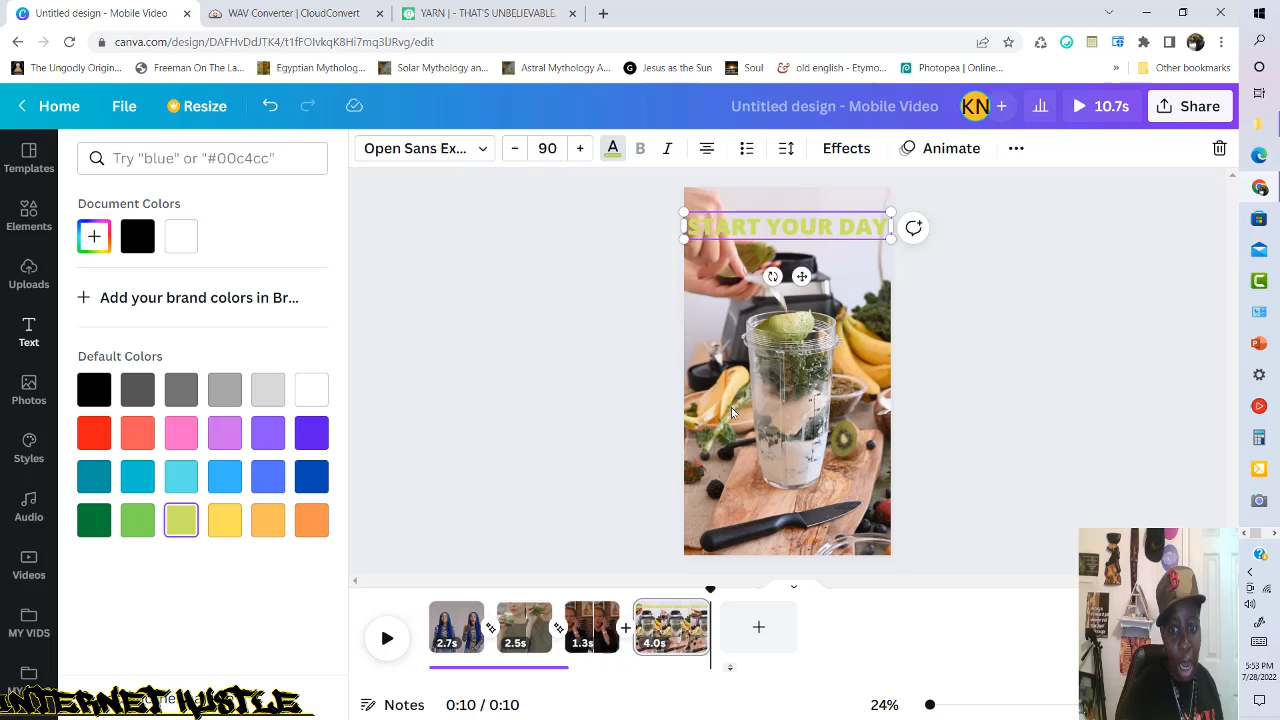 Untitled design - Mobile Video
WAV Converter | CloudConvert
YARN | - THAT'S UNBELIEVABLE.
canva.com/design/DAFHvDdJTK4/t1fFOIvkqK8Hi7mq3IJRvg/edit
The Ungodly Origin...
Freeman On The La...
Egyptian Mytholog...
Solar Mythology an...
Astral Mythology A...
Jesus as the Sun
Soul
old english - Etymo...
Photopea | Online...
Other bookmarks
Home
File
Resize
Untitled design - Mobile Video
KN
10.7s
Share
Templates
Elements
Uploads
Text
Photos
Styles
Audio
Videos
MY VIDS
Try "blue" or "#00c4cc"
Document Colors
Add your brand colors in Br...
Default Colors
Open Sans Ex...
90
A
B
I
Effects
Animate
START YOUR DAY
2.7s
2.5s
1.3s
4.0s
Notes
0:10 / 0:10
24%
INTERNET HUSTLE
5:53 P